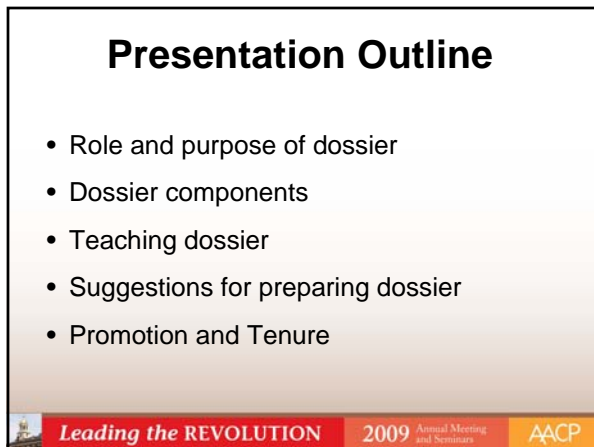 Presentation Outline
• Role and purpose of dossier
• Dossier components
• Teaching dossier
• Suggestions for preparing dossier
• Promotion and Tenure
Leading the REVOLUTION 2009 Annual Meeting and Seminars AACP